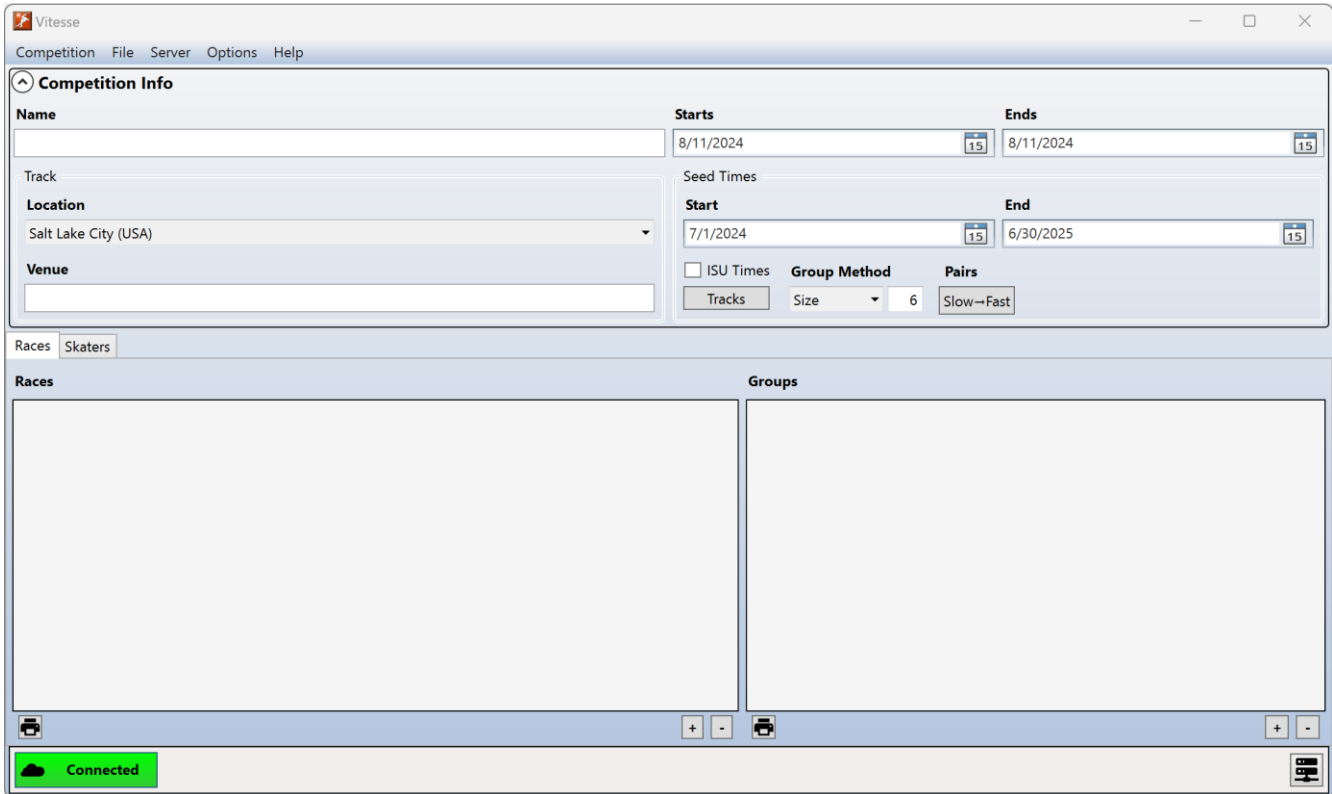 Vitesse
Competition File Server Options Help
Competition Info
Name Starts Ends
8/11/2024 15 8/11/2024 15
Track Seed Times
Location Start End
Salt Lake City (USA) 7/1/2024 15 6/30/2025 15
Venue ISU Times Group Method Pairs
Tracks Size 6 Slow→Fast
Races Skaters
Races Groups
+ - + -
Connected